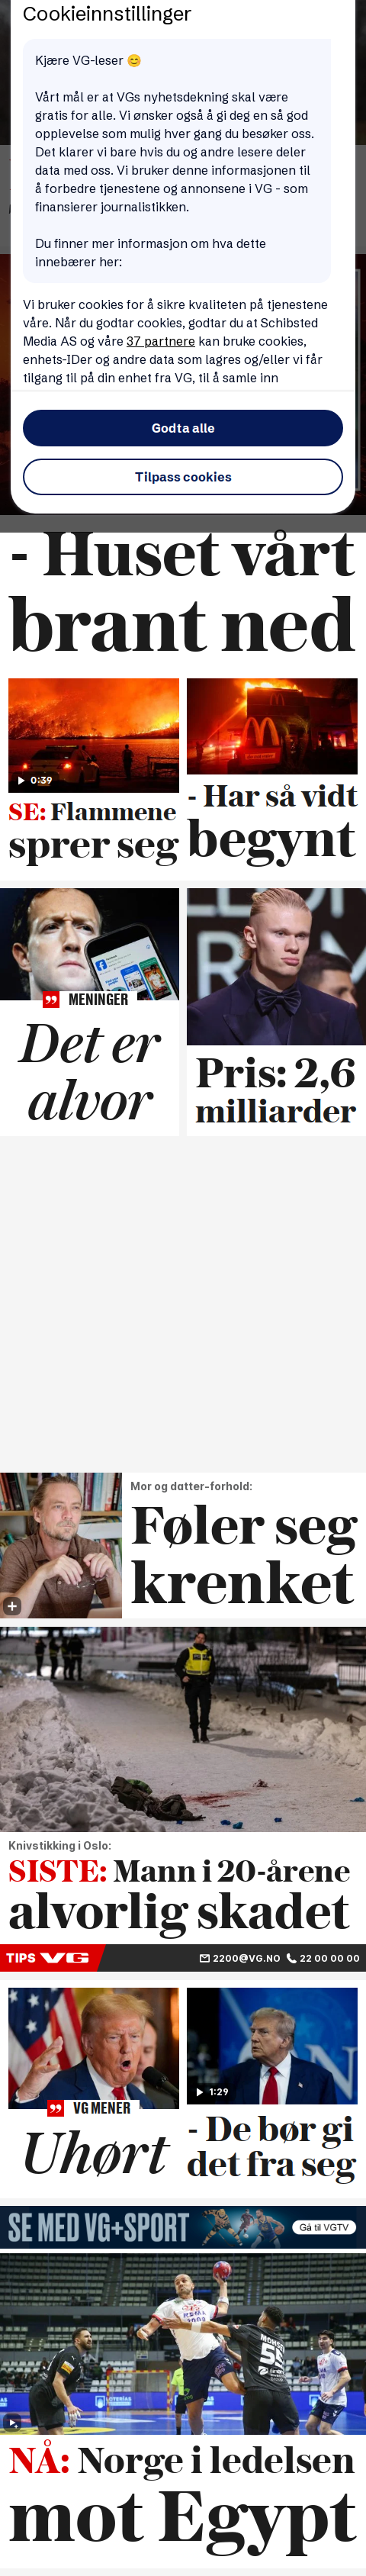 Cookieinnstillinger
Kjære VG-leser 😊
Vårt mål er at VGs nyhetsdekning skal være
gratis for alle. Vi ønsker også å gi deg en så god
opplevelse som mulig hver gang du besøker oss.
Det klarer vi bare hvis du og andre lesere deler
data med oss. Vi bruker denne informasjonen til
å forbedre tjenestene og annonsene i VG - som
finansierer journalistikken.
Du finner mer informasjon om hva dette
innebærer her:
Vi bruker cookies for å sikre kvaliteten på tjenestene
våre. Når du godtar cookies, godtar du at Schibsted
Media AS og våre 37 partnere kan bruke cookies,
enhets-IDer og andre data som lagres og/eller vi får
tilgang til på din enhet fra VG, til å samle inn
Godta alle
Tilpass cookies
- Huset vårt
brant ned
0:39
SE: Flammene
sprer seg
- Har så vidt
begynt
MENINGER
Det er
alvor
Pris: 2,6
milliarder
Mor og datter-forhold:
Føler seg
krenket
Knivstikking i Oslo:
SISTE: Mann i 20-årene
alvorlig skadet
TIPS VG
2200@VG.NO 22 00 00 00
VG MENER
Uhørt
1:29
- De bør gi
det fra seg
SE MED VG+SPORT
Gå til VGTV
NÅ: Norge i ledelsen
mot Egypt